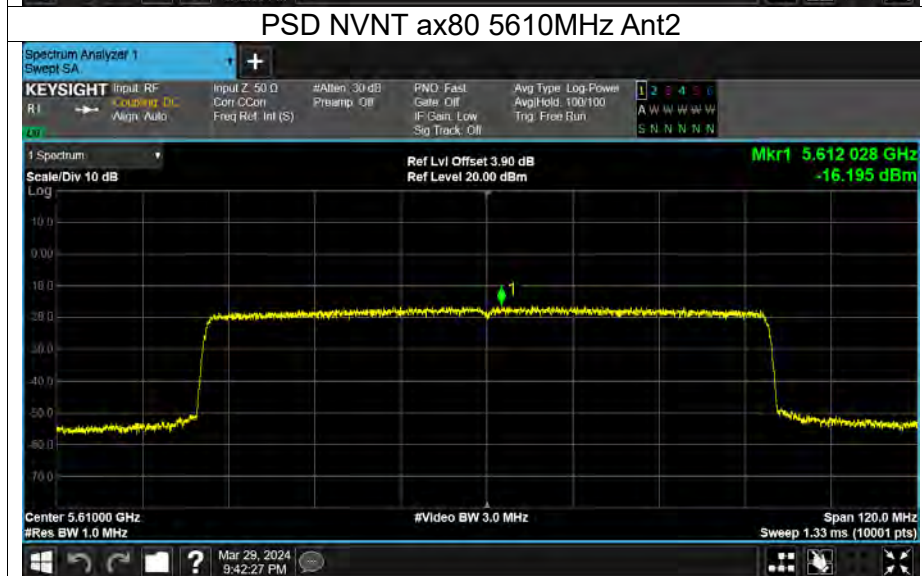 PSD NVNT ax80 5610MHz Ant2
Spectrum Analyzer 1
Swept SA
+
KEYSIGHT Input: RF Input Z: 50 Ω #Atten: 30 dB PNO: Fast Avg Type: Log-Power 1 2 3 4 5 6
Coupling: DC Corr CCorr Preamp: Off Gate: Off Avg|Hold: 100/100 A W W W W W
Align: Auto Freq Ref: Int (S) IF Gain: Low Trig: Free Run
Sig Track: Off S N N N N N
1 Spectrum Ref Lvl Offset 3.90 dB Mkr1 5.612 028 GHz
Scale/Div 10 dB Ref Level 20.00 dBm -16.195 dBm
Log
10.0
0.00
-10.0
-20.0
-30.0
-40.0
-50.0
-60.0
-70.0
1
Center 5.61000 GHz #Video BW 3.0 MHz Span 120.0 MHz
#Res BW 1.0 MHz Sweep 1.33 ms (10001 pts)
? Mar 29, 2024
9:42:27 PM